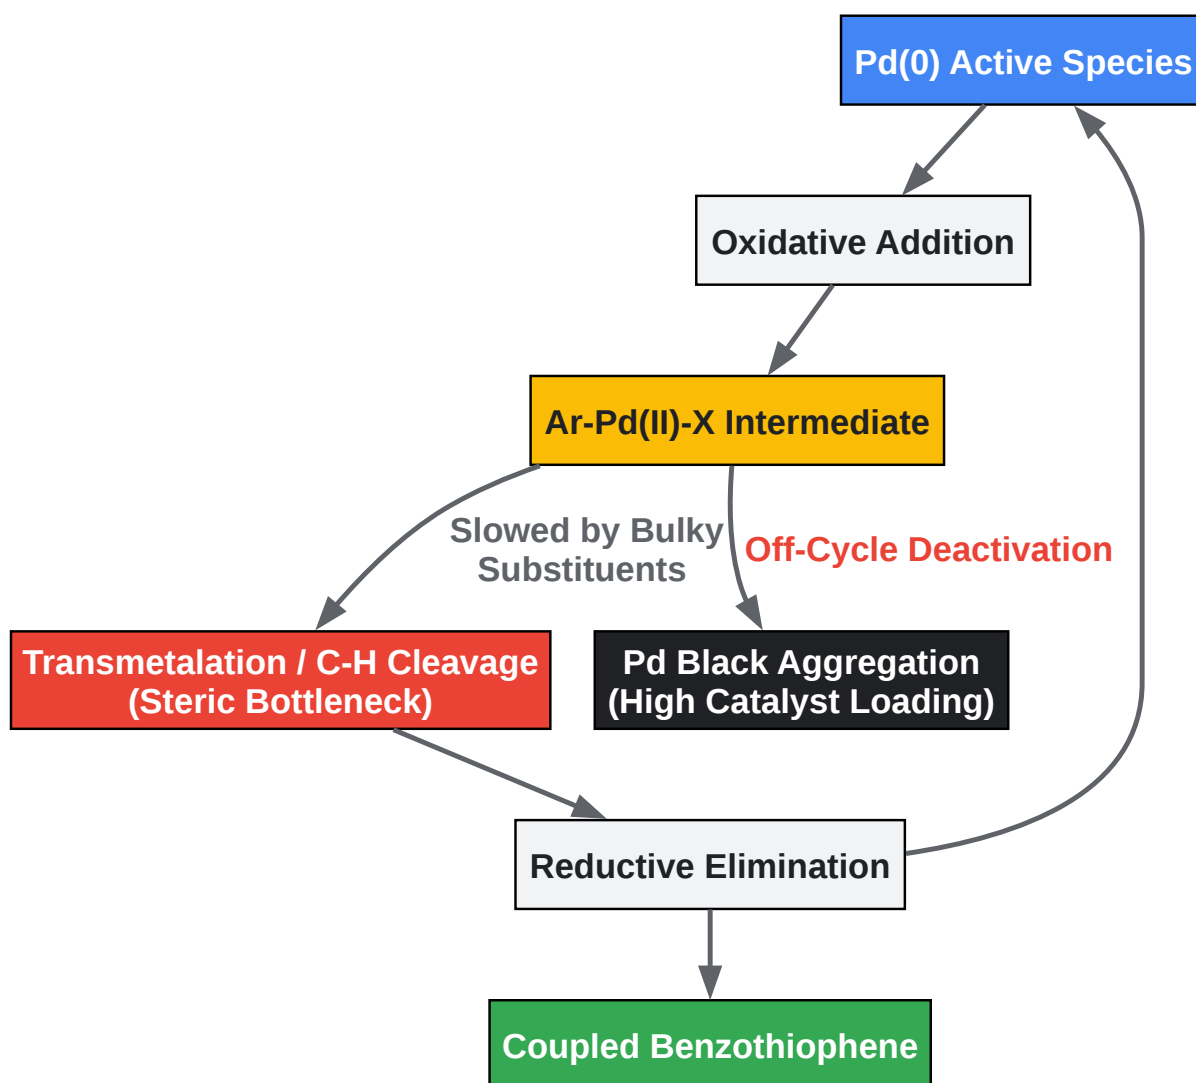 Pd(0) Active Species
Oxidative Addition
Ar-Pd(II)-X Intermediate
Slowed by Bulky
Substituents
Off-Cycle Deactivation
Transmetalation / C-H Cleavage
(Steric Bottleneck)
Pd Black Aggregation
(High Catalyst Loading)
Reductive Elimination
Coupled Benzothiophene